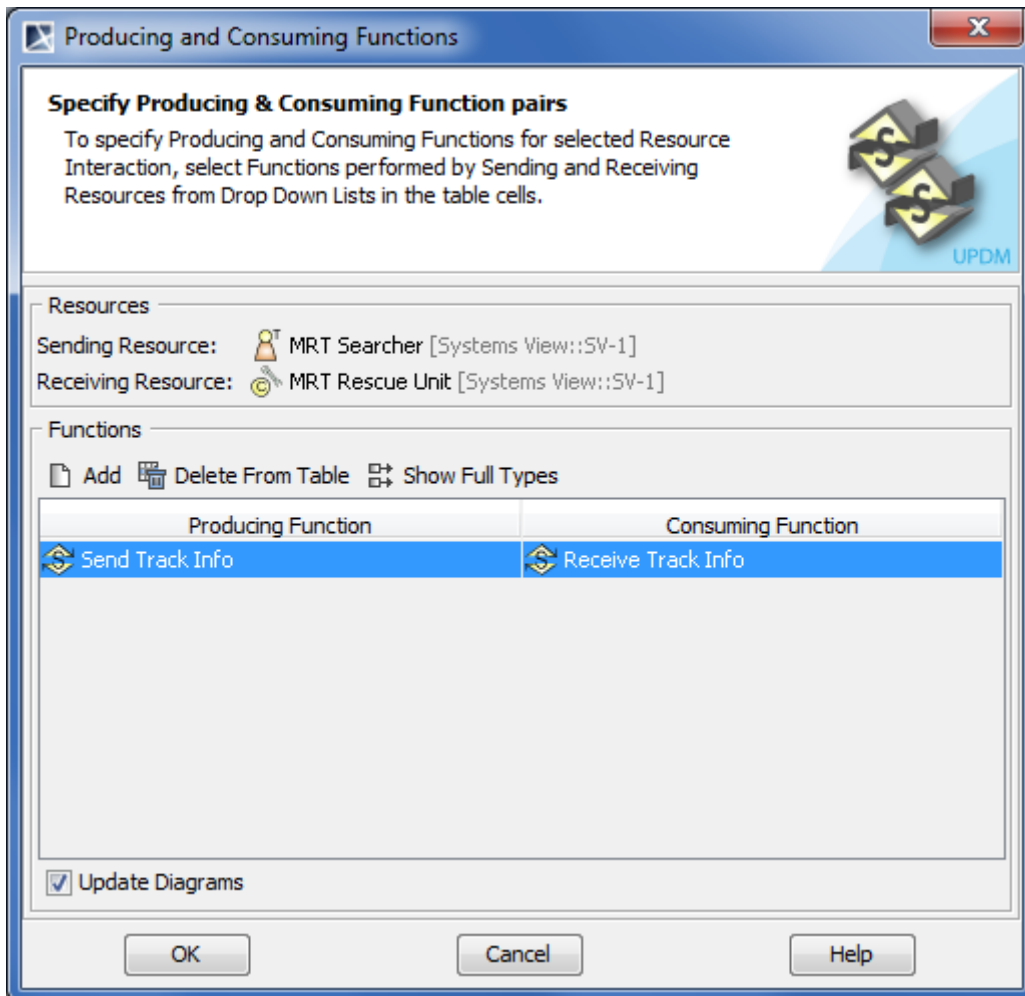 Producing and Consuming Functions
x
Specify Producing & Consuming Function pairs
To specify Producing and Consuming Functions for selected Resource
Interaction, select Functions performed by Sending and Receiving
Resources from Drop Down Lists in the table cells.
S
S
UPDM
Resources
Sending Resource: T MRT Searcher [Systems View::SV-1]
Receiving Resource: © MRT Rescue Unit [Systems View::SV-1]
Functions
Add Delete From Table Show Full Types
Producing Function Consuming Function
S Send Track Info S Receive Track Info
Update Diagrams
OK Cancel Help